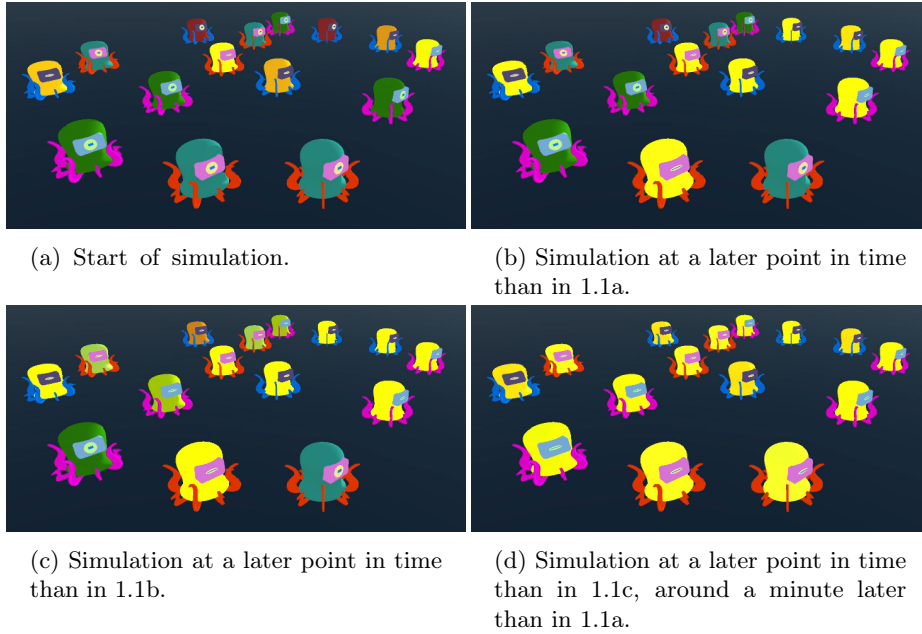 (a) Start of simulation.
(b) Simulation at a later point in time
than in 1.1a.
(c) Simulation at a later point in time
than in 1.1b.
(d) Simulation at a later point in time
than in 1.1c, around a minute later
than in 1.1a.